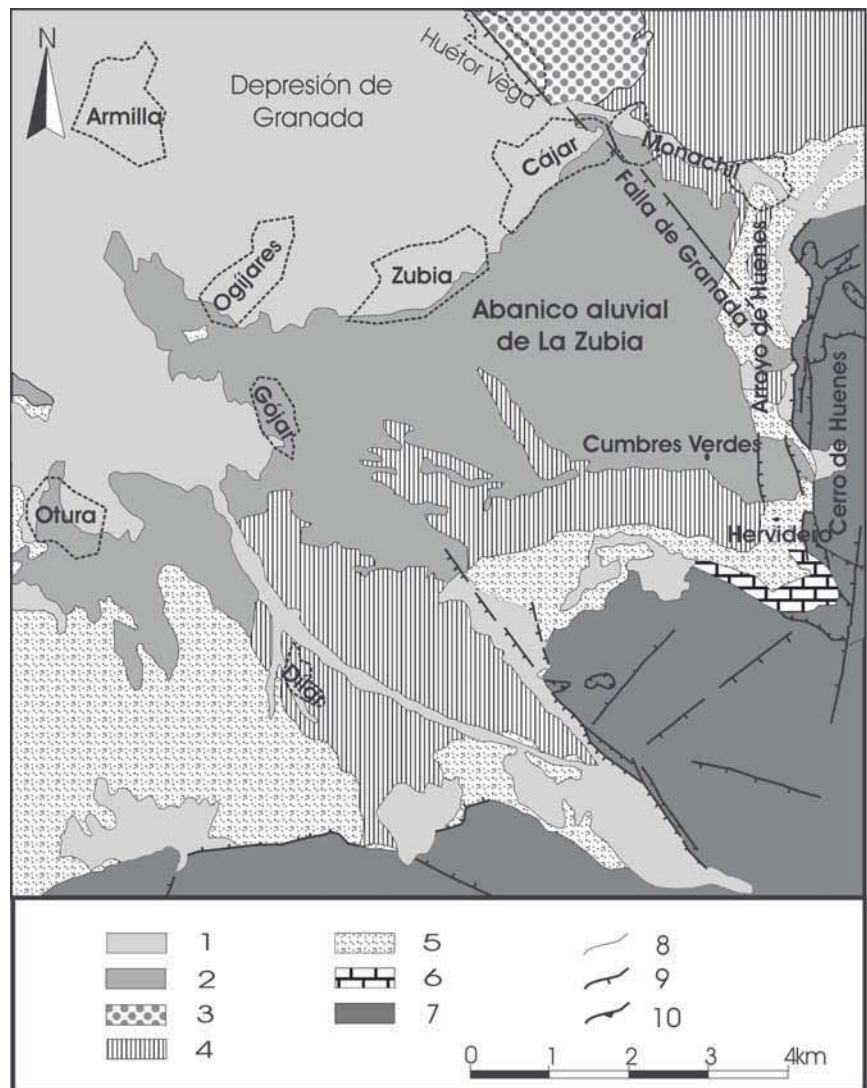 N
Huétor Vega
Depresión de
Granada
Armilla
Cájar
Monachil
Falla de Granada
Arroyo de Huenes
Ogíjares
Zubia
Abanico aluvial
de La Zubia
Cerro de Huenes
Gójar
Cumbres Verdes
Otura
Hervidero
Dílar
1
2
3
4
5
6
7
8
9
10
0 1 2 3 4km